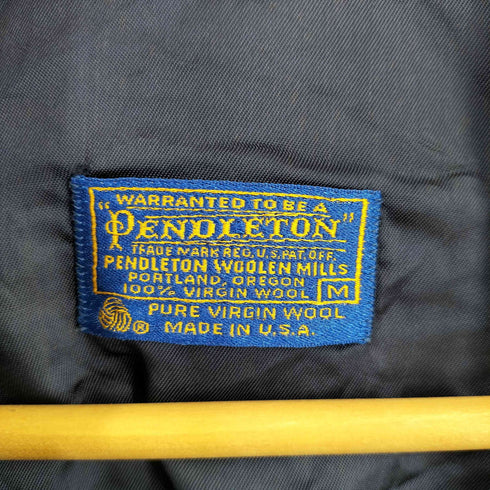 WARRANTED TO BE A
"PENDLETON"
TRADE MARK REG. U.S. PAT. OFF.
PENDLETON WOOLEN MILLS
PORTLAND, OREGON
100% VIRGIN WOOL M
PURE VIRGIN WOOL
® MADE IN U.S.A.